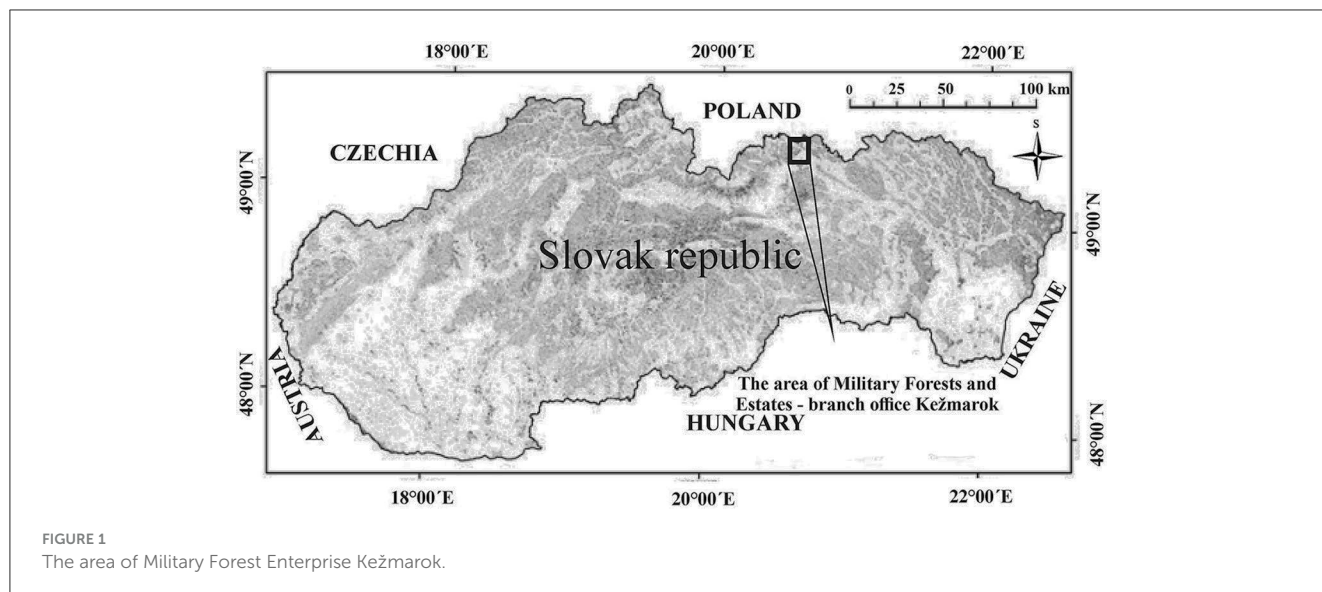 18°00´E
20°00´E
22°00´E
0 25 50 100 km
POLAND
S
CZECHIA
49°00´N
49°00´N
Slovak republic
UKRAINE
48°00´N
AUSTRIA
The area of Military Forests and
Estates - branch office Kežmarok
HUNGARY
48°00´N
18°00´E
20°00´E
22°00´E
FIGURE 1
The area of Military Forest Enterprise Kežmarok.